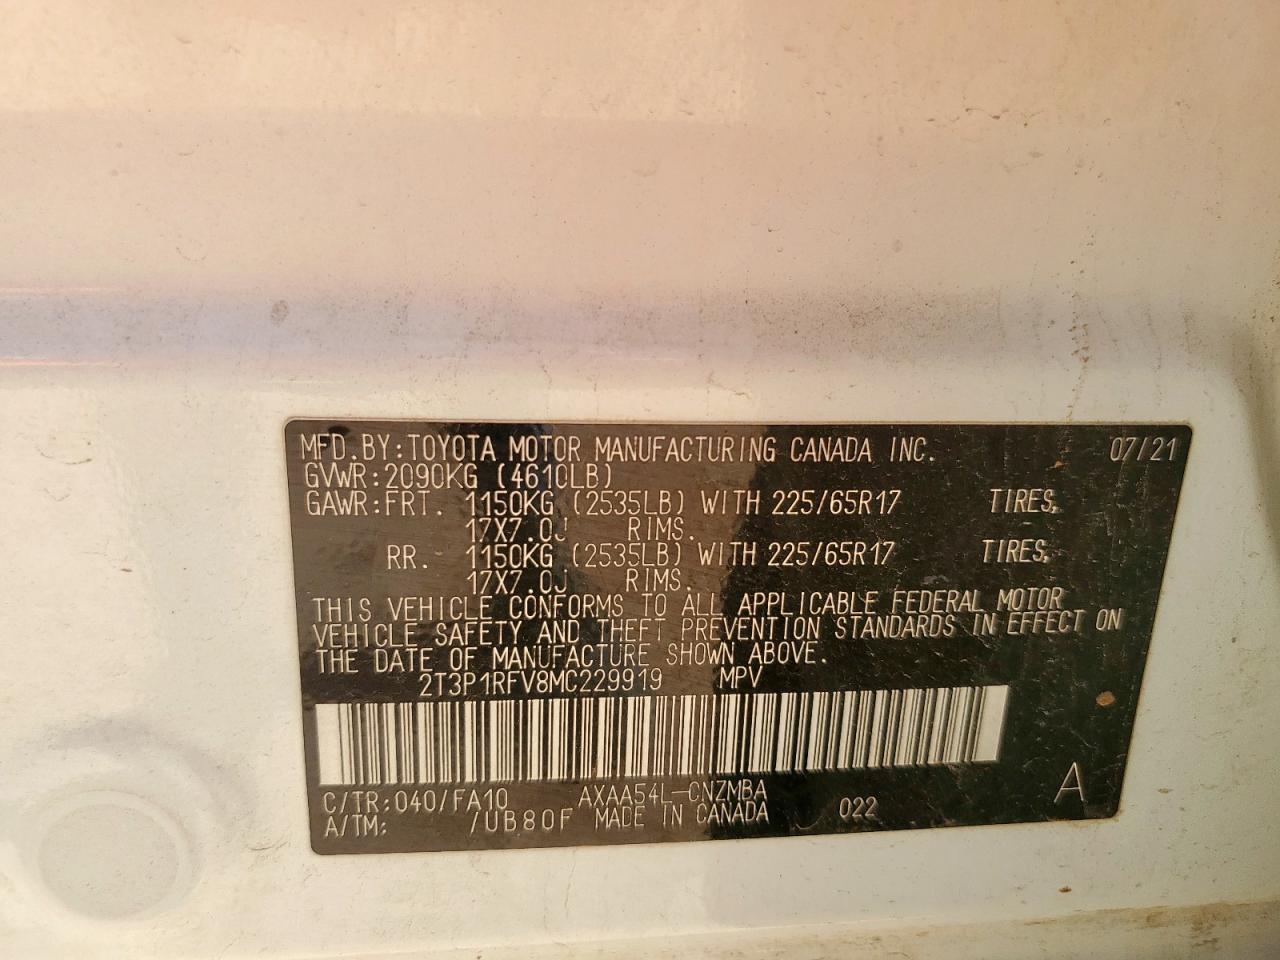 MFD.BY:TOYOTA MOTOR MANUFACTURING CANADA INC. 07/21
GVWR:2090KG (4610LB)
GAWR:FRT. 1150KG (2535LB) WITH 225/65R17 TIRES,
17X7.0J RIMS.
RR. 1150KG (2535LB) WITH 225/65R17 TIRES,
17X7.0J RIMS.
THIS VEHICLE CONFORMS TO ALL APPLICABLE FEDERAL MOTOR
VEHICLE SAFETY AND THEFT PREVENTION STANDARDS IN EFFECT ON
THE DATE OF MANUFACTURE SHOWN ABOVE.
2T3P1RFV8MC229919 MPV
C/TR:040/FA10 AXAA54L-CNZMBA 022 A
A/TM: /UB80F MADE IN CANADA